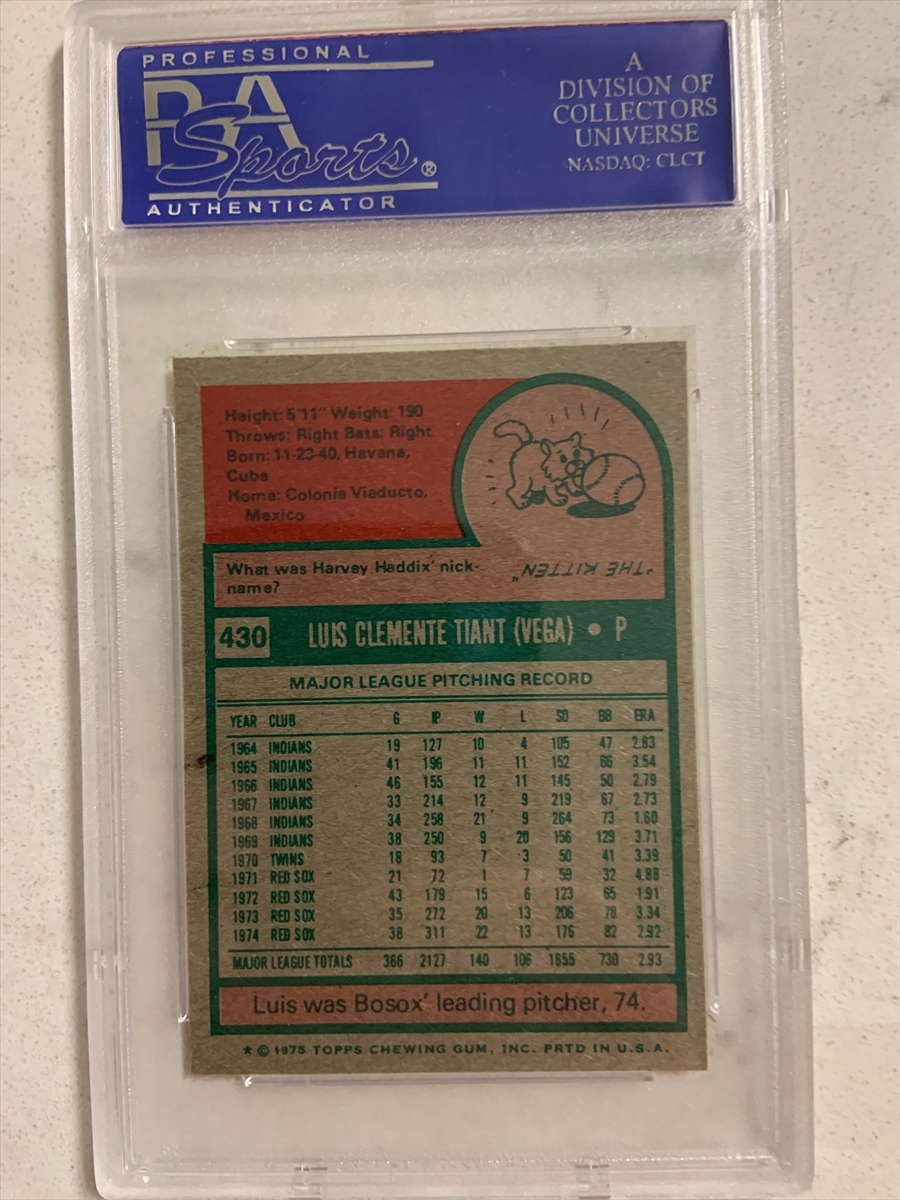 PROFESSIONAL
PSA
Sports®
AUTHENTICATOR
A
DIVISION OF
COLLECTORS
UNIVERSE
NASDAQ: CLCT
Height: 5'11" Weight: 190
Throws: Right Bats: Right
Born: 11-23-40, Havana,
Cuba
Home: Colonia Viaducto,
Mexico
What was Harvey Haddix' nick-
name?
"THE KITTEN"
430 LUIS CLEMENTE TIANT (VEGA) • P
MAJOR LEAGUE PITCHING RECORD
YEAR CLUB G IP W L SO BB ERA
1964 INDIANS 19 127 10 4 105 47 2.83
1965 INDIANS 41 196 11 11 152 66 3.54
1966 INDIANS 46 155 12 11 145 50 2.79
1967 INDIANS 33 214 12 9 219 67 2.73
1968 INDIANS 34 258 21 9 264 73 1.60
1969 INDIANS 38 250 9 20 156 129 3.71
1970 TWINS 18 93 7 3 50 41 3.39
1971 RED SOX 21 72 1 7 59 32 4.88
1972 RED SOX 43 179 15 6 123 65 1.91
1973 RED SOX 35 272 20 13 206 78 3.34
1974 RED SOX 38 311 22 13 176 82 2.92
MAJOR LEAGUE TOTALS 366 2127 140 106 1655 730 2.93
Luis was Bosox' leading pitcher, 74.
* © 1975 TOPPS CHEWING GUM, INC. PRTD IN U.S.A.